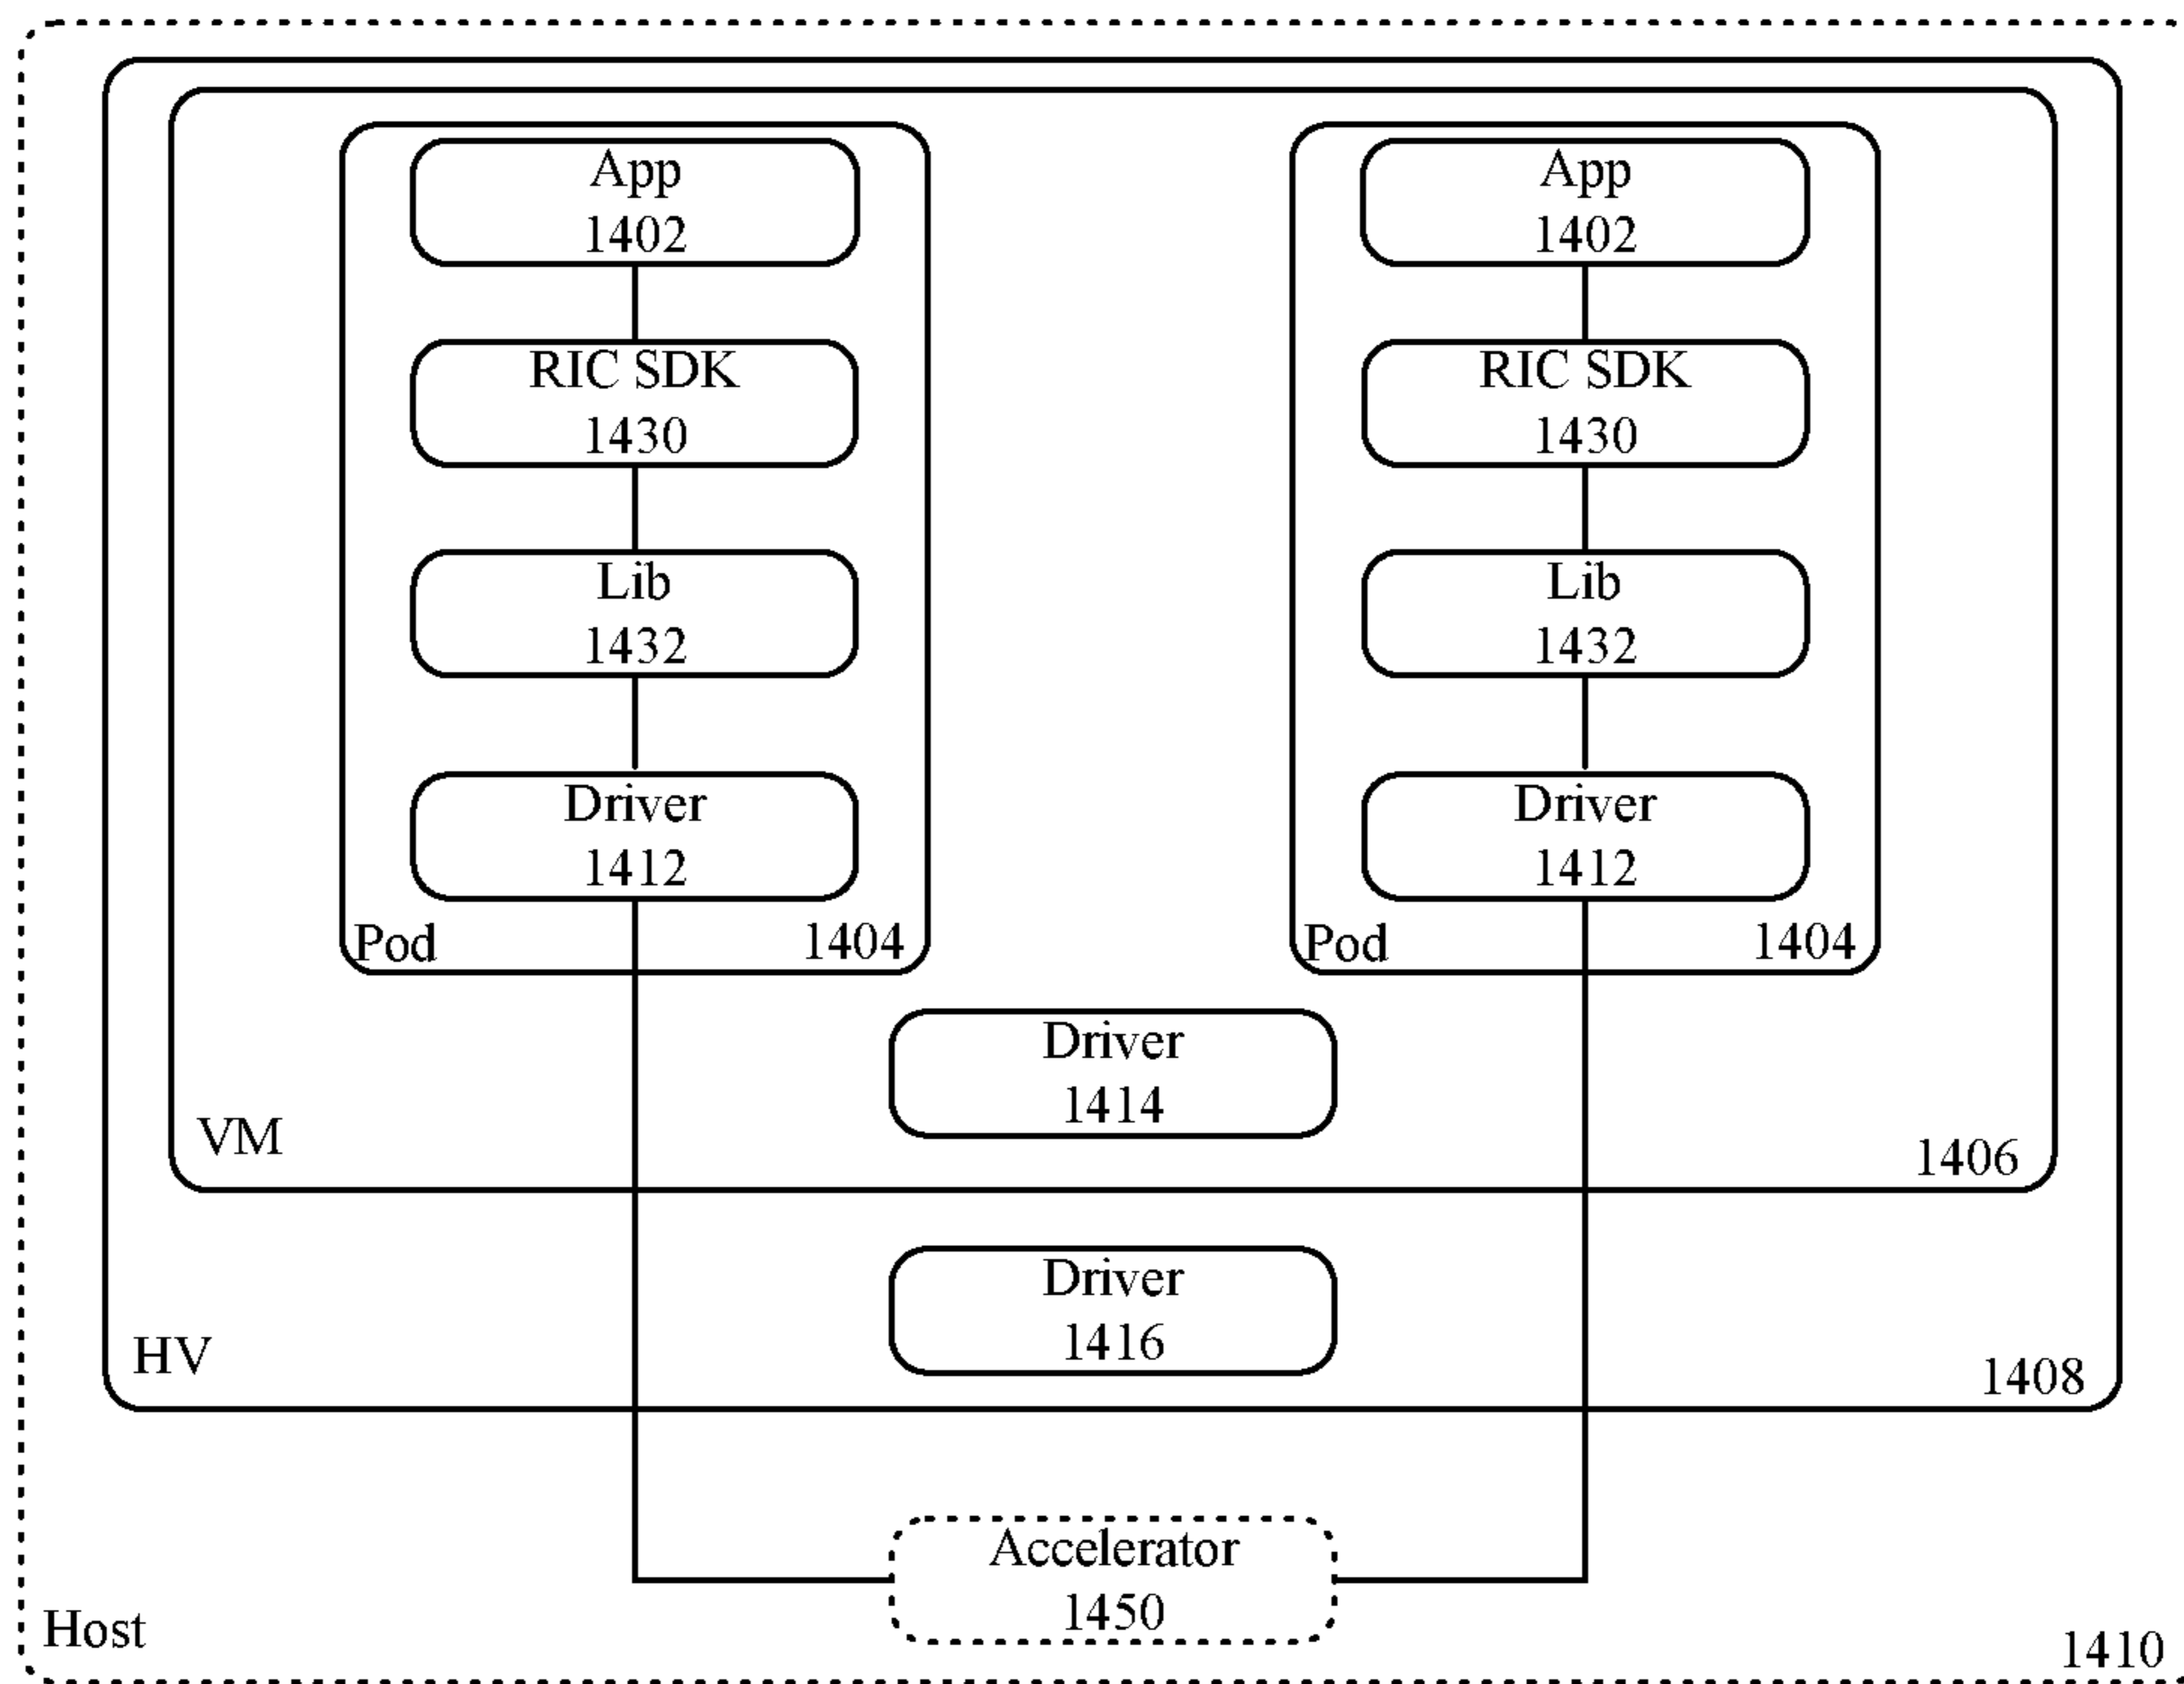 App
1402
RIC SDK
1430
Lib
1432
Driver
1412
Pod 1404
App
1402
RIC SDK
1430
Lib
1432
Driver
1412
Pod 1404
Driver
1414
VM
1406
Driver
1416
HV
1408
Accelerator
1450
Host
1410